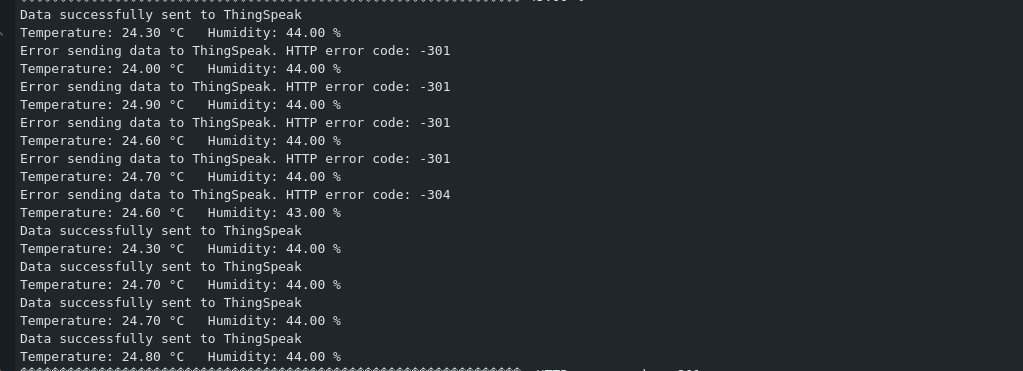 Data successfully sent to ThingSpeak
Temperature: 24.30 °C   Humidity: 44.00 %
Error sending data to ThingSpeak. HTTP error code: -301
Temperature: 24.00 °C   Humidity: 44.00 %
Error sending data to ThingSpeak. HTTP error code: -301
Temperature: 24.90 °C   Humidity: 44.00 %
Error sending data to ThingSpeak. HTTP error code: -301
Temperature: 24.60 °C   Humidity: 44.00 %
Error sending data to ThingSpeak. HTTP error code: -301
Temperature: 24.70 °C   Humidity: 44.00 %
Error sending data to ThingSpeak. HTTP error code: -304
Temperature: 24.60 °C   Humidity: 43.00 %
Data successfully sent to ThingSpeak
Temperature: 24.30 °C   Humidity: 44.00 %
Data successfully sent to ThingSpeak
Temperature: 24.70 °C   Humidity: 44.00 %
Data successfully sent to ThingSpeak
Temperature: 24.70 °C   Humidity: 44.00 %
Data successfully sent to ThingSpeak
Temperature: 24.80 °C   Humidity: 44.00 %